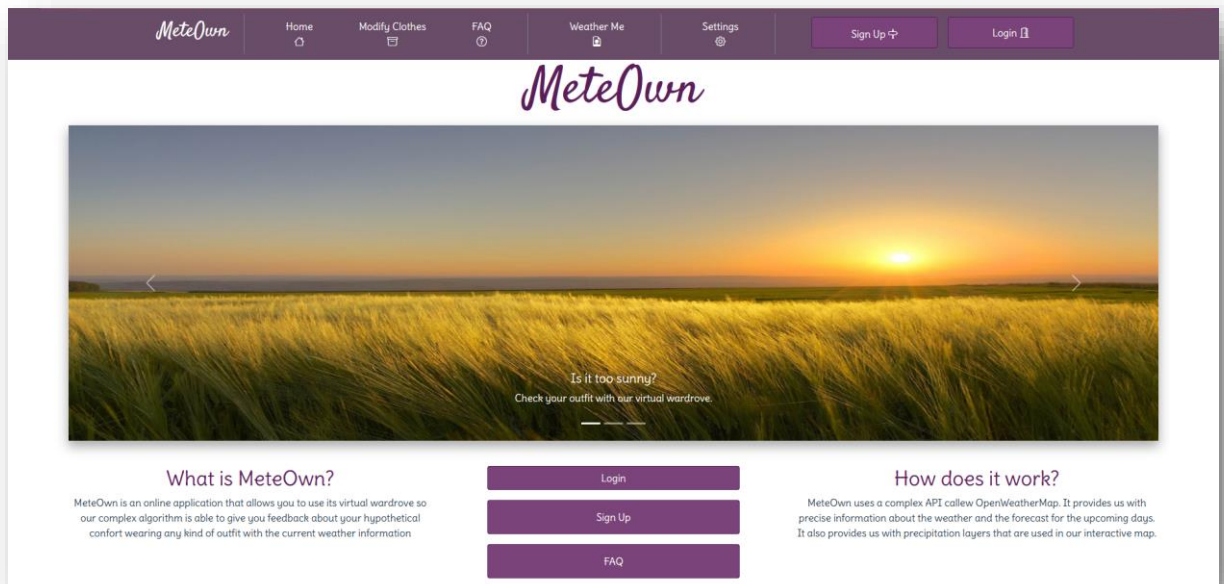 MeteOwn Home Modify Clothes FAQ Weather Me Settings Sign Up Login
MeteOwn
Is it too sunny?
Check your outfit with our virtual wardrove.
What is MeteOwn?
MeteOwn is an online application that allows you to use its virtual wardrove so
our complex algorithm is able to give you feedback about your hypothetical
confort wearing any kind of outfit with the current weather information
Login
Sign Up
FAQ
How does it work?
MeteOwn uses a complex API callew OpenWeatherMap. It provides us with
precise information about the weather and the forecast for the upcoming days.
It also provides us with precipitation layers that are used in our interactive map.